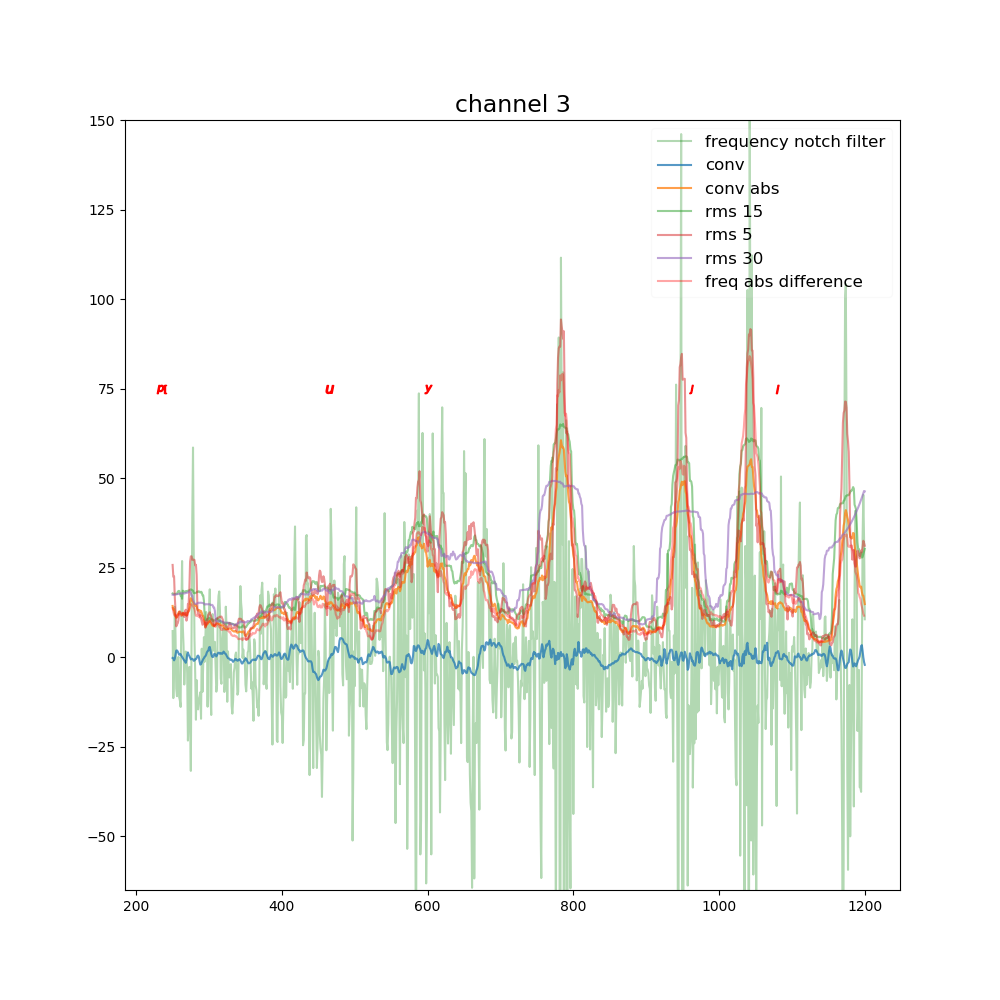 channel 3
150
125
100
75
50
25
0
−25
−50
frequency notch filter
conv
conv abs
rms 15
rms 5
rms 30
freq abs difference
u
y
200 400 600 800 1000 1200